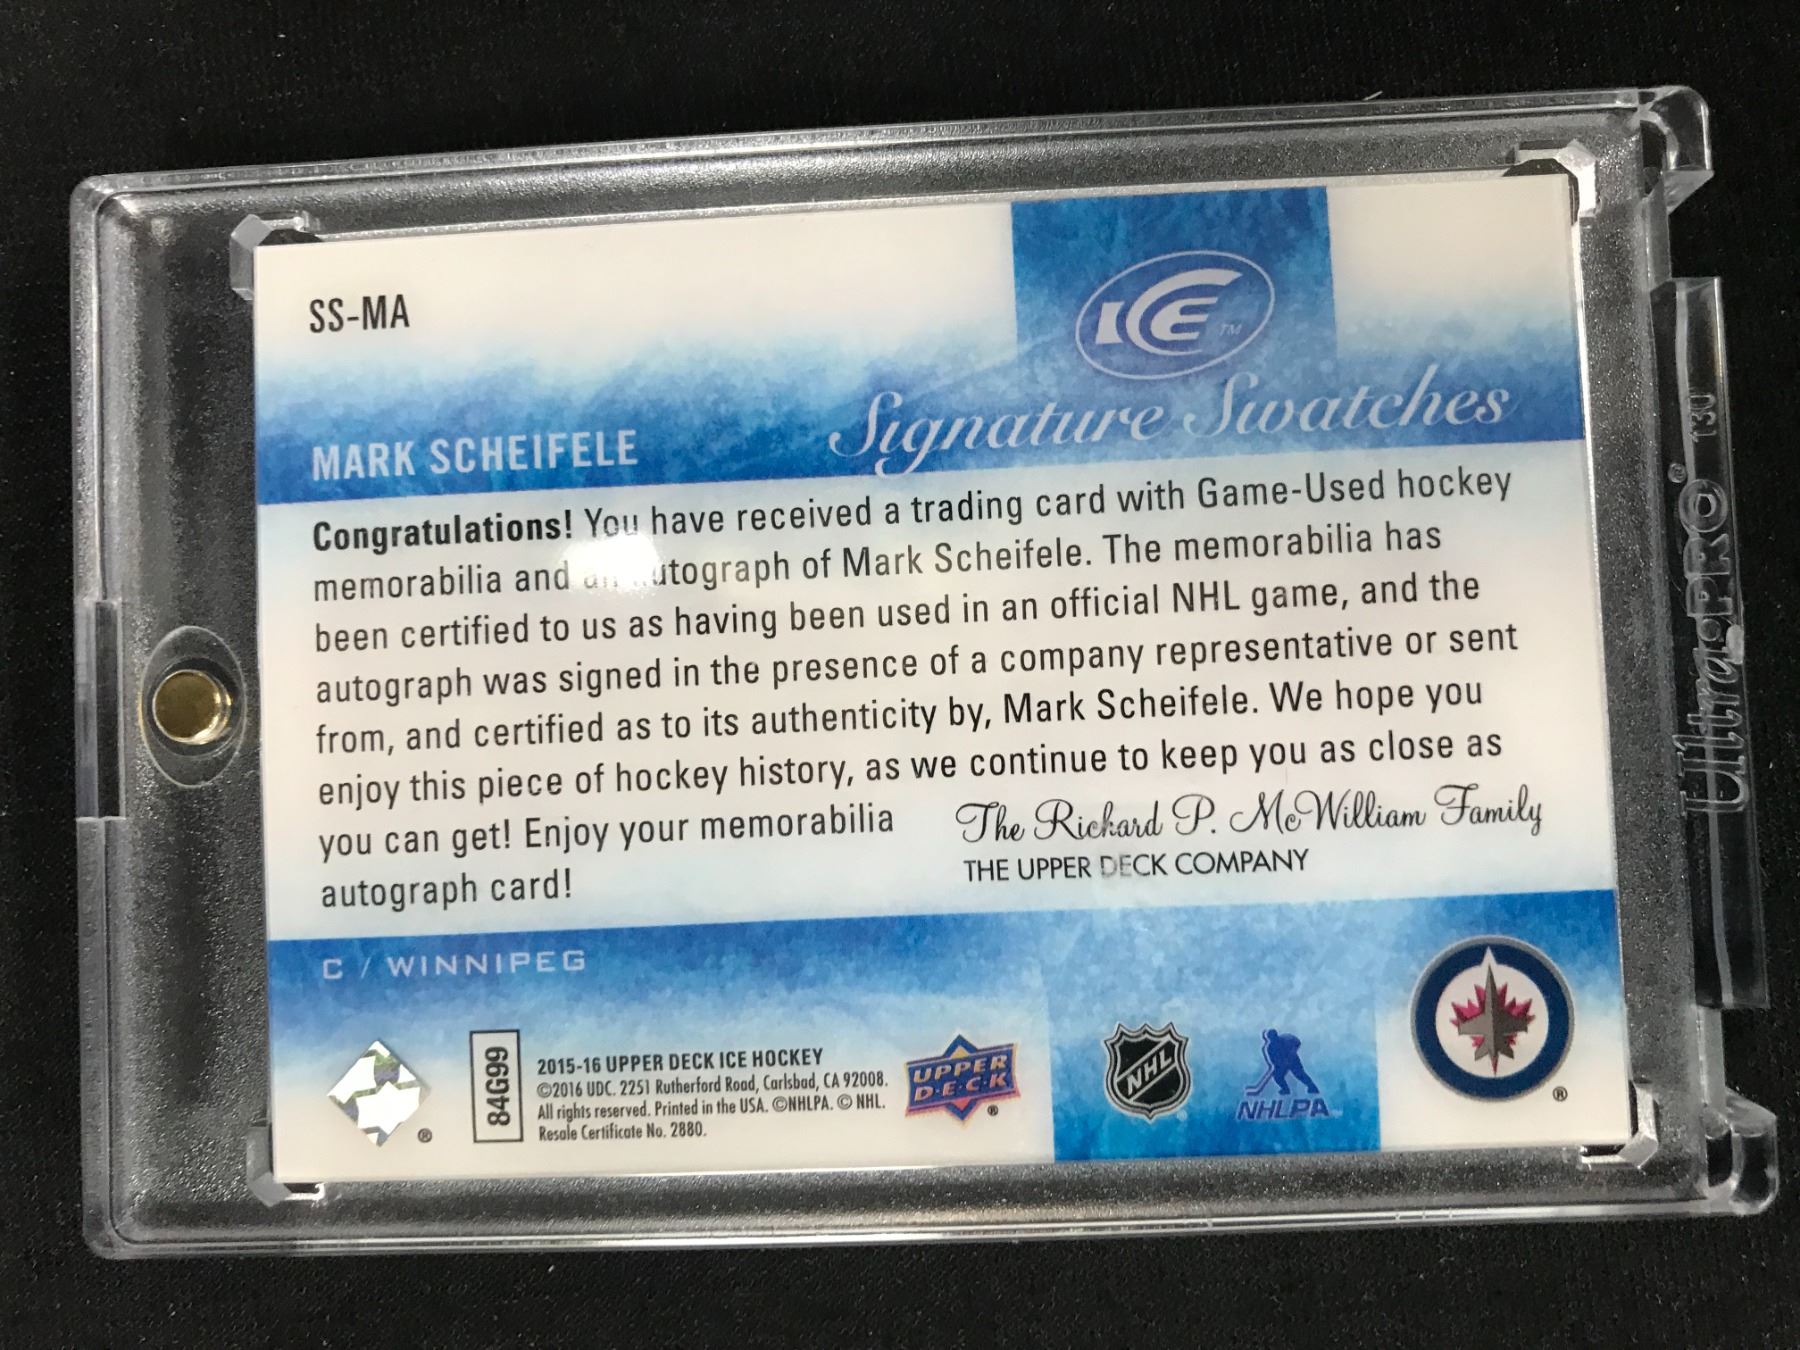 SS-MA
ICE TM
Signature Swatches
MARK SCHEIFELE
Congratulations! You have received a trading card with Game-Used hockey
memorabilia and an autograph of Mark Scheifele. The memorabilia has
been certified to us as having been used in an official NHL game, and the
autograph was signed in the presence of a company representative or sent
from, and certified as to its authenticity by, Mark Scheifele. We hope you
enjoy this piece of hockey history, as we continue to keep you as close as
you can get! Enjoy your memorabilia
autograph card!
The Richard P. McWilliam Family
THE UPPER DECK COMPANY
C / WINNIPEG
84G99
2015-16 UPPER DECK ICE HOCKEY
©2016 UDC. 2251 Rutherford Road, Carlsbad, CA 92008.
All rights reserved. Printed in the USA. ©NHLPA. © NHL.
Resale Certificate No. 2880.
®
UPPER
D·E·C·K
®
NHL
®
NHLPA
®
UltraPRO® 130